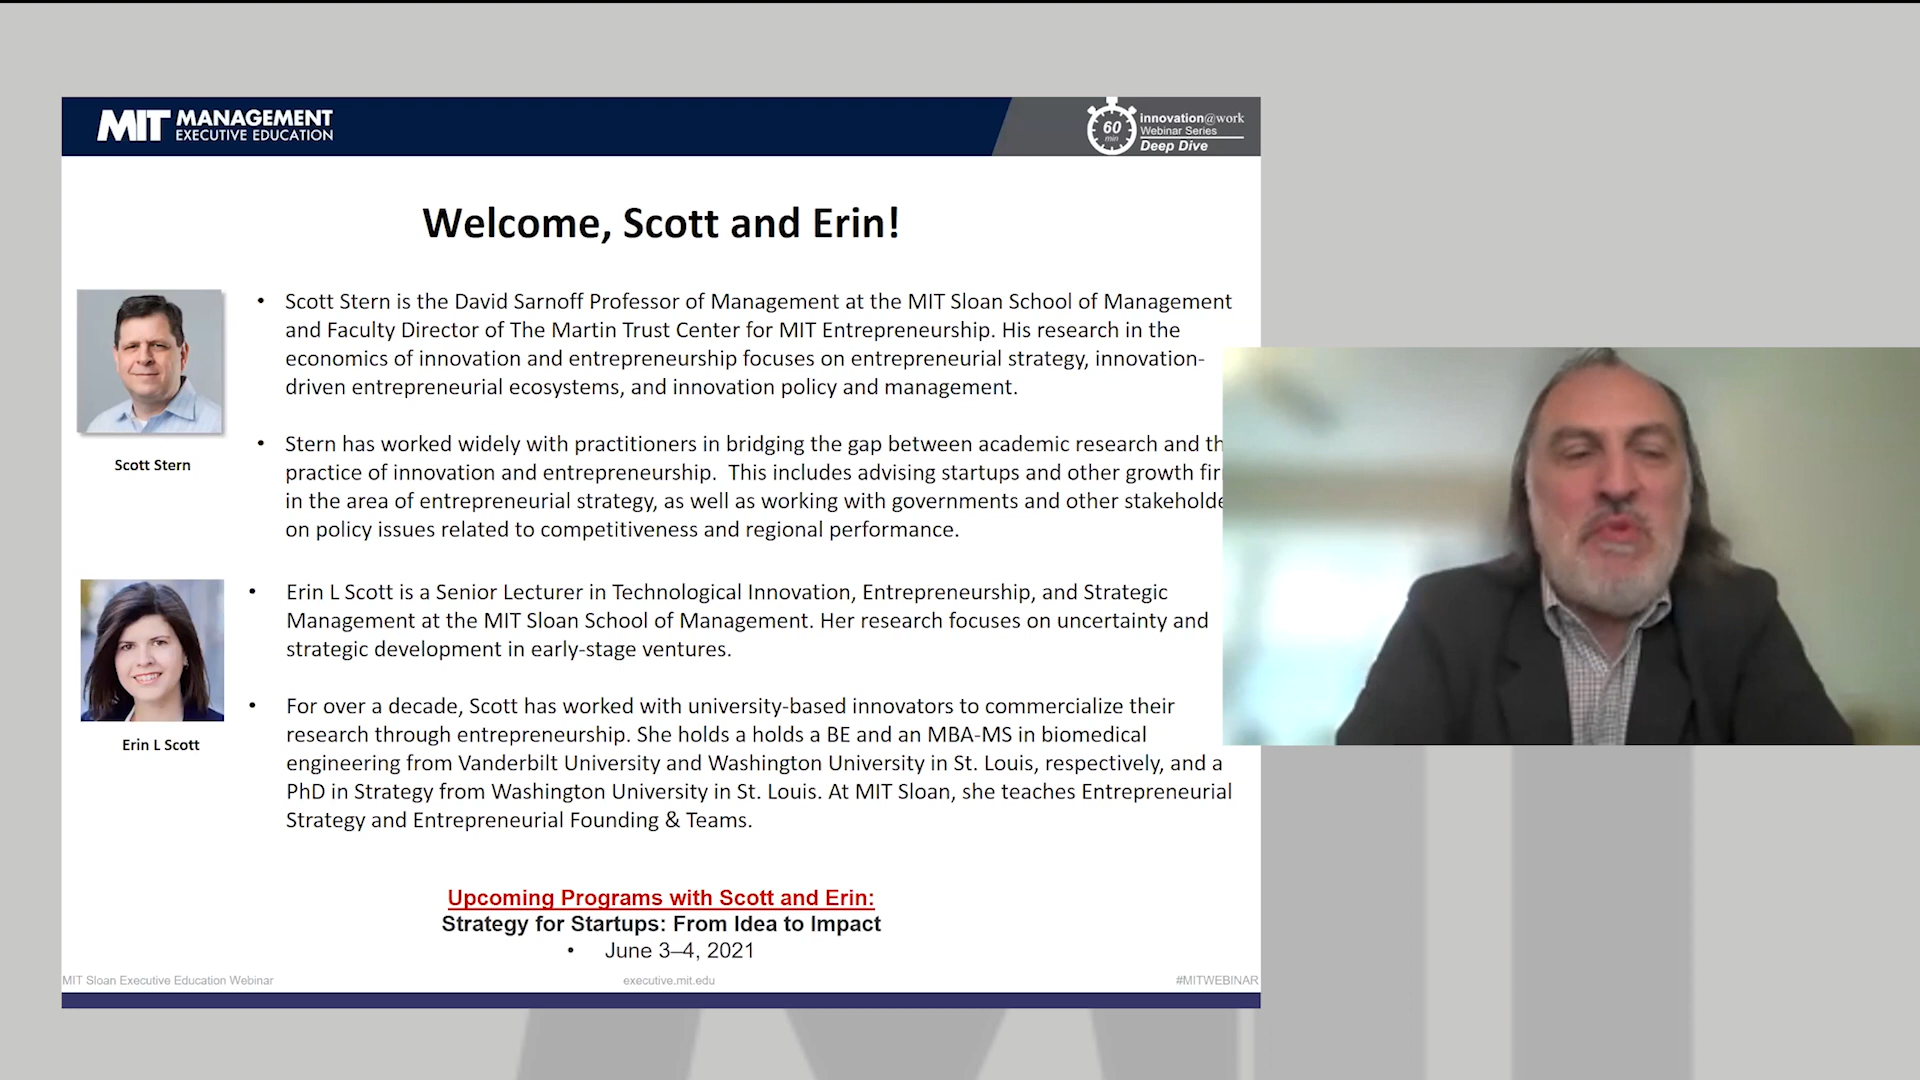 MIT MANAGEMENT
EXECUTIVE EDUCATION
60
min
innovation@work
Webinar Series
Deep Dive
Welcome, Scott and Erin!
• Scott Stern is the David Sarnoff Professor of Management at the MIT Sloan School of Management
and Faculty Director of The Martin Trust Center for MIT Entrepreneurship. His research in the
economics of innovation and entrepreneurship focuses on entrepreneurial strategy, innovation-
driven entrepreneurial ecosystems, and innovation policy and management.
• Stern has worked widely with practitioners in bridging the gap between academic research and th
practice of innovation and entrepreneurship.  This includes advising startups and other growth fir
in the area of entrepreneurial strategy, as well as working with governments and other stakeholde
on policy issues related to competitiveness and regional performance.
Scott Stern
• Erin L Scott is a Senior Lecturer in Technological Innovation, Entrepreneurship, and Strategic
Management at the MIT Sloan School of Management. Her research focuses on uncertainty and
strategic development in early-stage ventures.
• For over a decade, Scott has worked with university-based innovators to commercialize their
research through entrepreneurship. She holds a holds a BE and an MBA-MS in biomedical
engineering from Vanderbilt University and Washington University in St. Louis, respectively, and a
PhD in Strategy from Washington University in St. Louis. At MIT Sloan, she teaches Entrepreneurial
Strategy and Entrepreneurial Founding & Teams.
Erin L Scott
Upcoming Programs with Scott and Erin:
Strategy for Startups: From Idea to Impact
• June 3–4, 2021
MIT Sloan Executive Education Webinar
executive.mit.edu
#MITWEBINAR